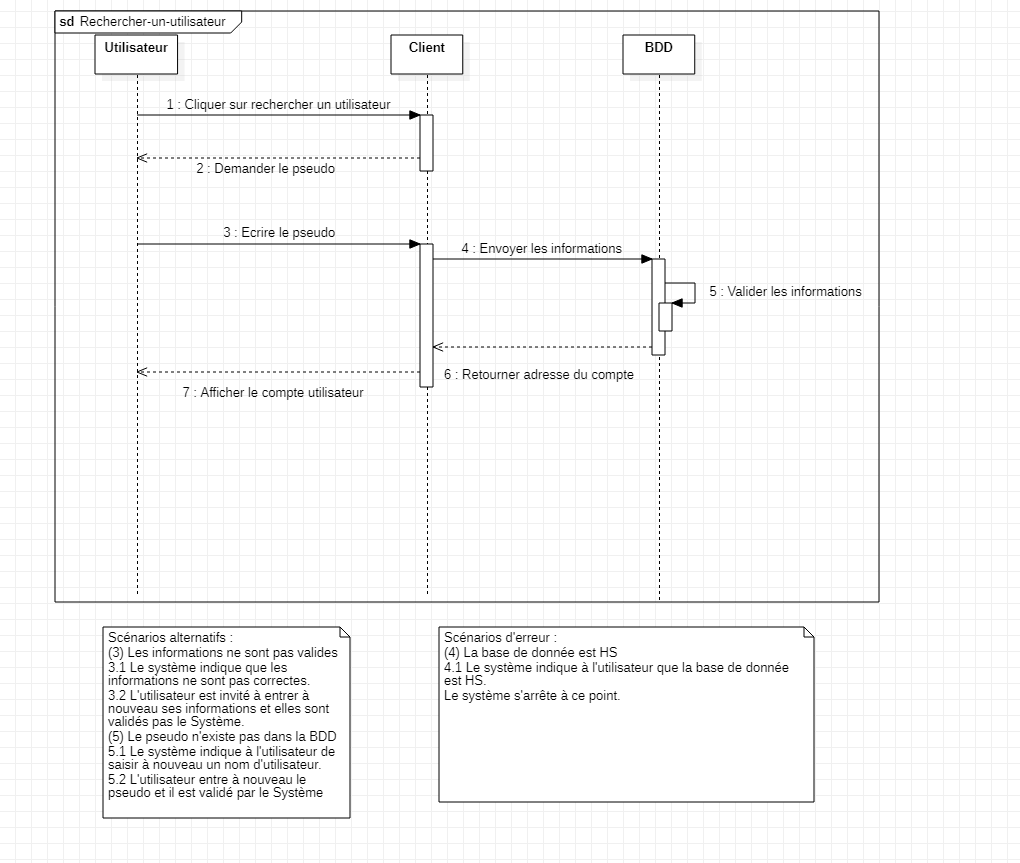 sd Rechercher-un-utilisateur
Utilisateur
Client
BDD
1 : Cliquer sur rechercher un utilisateur
2 : Demander le pseudo
3 : Ecrire le pseudo
4 : Envoyer les informations
5 : Valider les informations
6 : Retourner adresse du compte
7 : Afficher le compte utilisateur
Scénarios alternatifs :
(3) Les informations ne sont pas valides
3.1 Le système indique que les
informations ne sont pas correctes.
3.2 L'utilisateur est invité à entrer à
nouveau ses informations et elles sont
validés pas le Système.
(5) Le pseudo n'existe pas dans la BDD
5.1 Le système indique à l'utilisateur de
saisir à nouveau un nom d'utilisateur.
5.2 L'utilisateur entre à nouveau le
pseudo et il est validé par le Système
Scénarios d'erreur :
(4) La base de donnée est HS
4.1 Le système indique à l'utilisateur que la base de donnée
est HS.
Le système s'arrête à ce point.